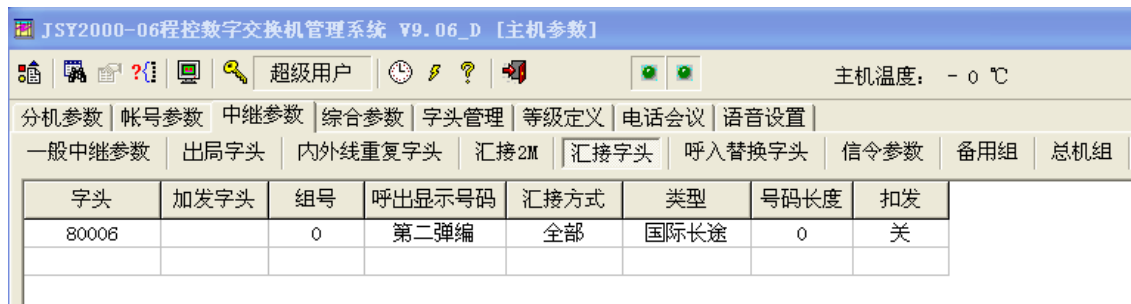 JSY2000-06程控数字交换机管理系统 V9.06_D [主机参数]
超级用户 主机温度: - 0 ℃
分机参数 帐号参数 中继参数 综合参数 字头管理 等级定义 电话会议 语音设置
一般中继参数 出局字头 内外线重复字头 汇接2M 汇接字头 呼入替换字头 信令参数 备用组 总机组
字头 加发字头 组号 呼出显示号码 汇接方式 类型 号码长度 扣发
80006 0 第二弹编 全部 国际长途 0 关